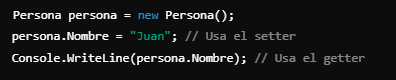 Persona persona = new Persona();
persona.Nombre = "Juan"; // Usa el setter
Console.WriteLine(persona.Nombre); // Usa el getter